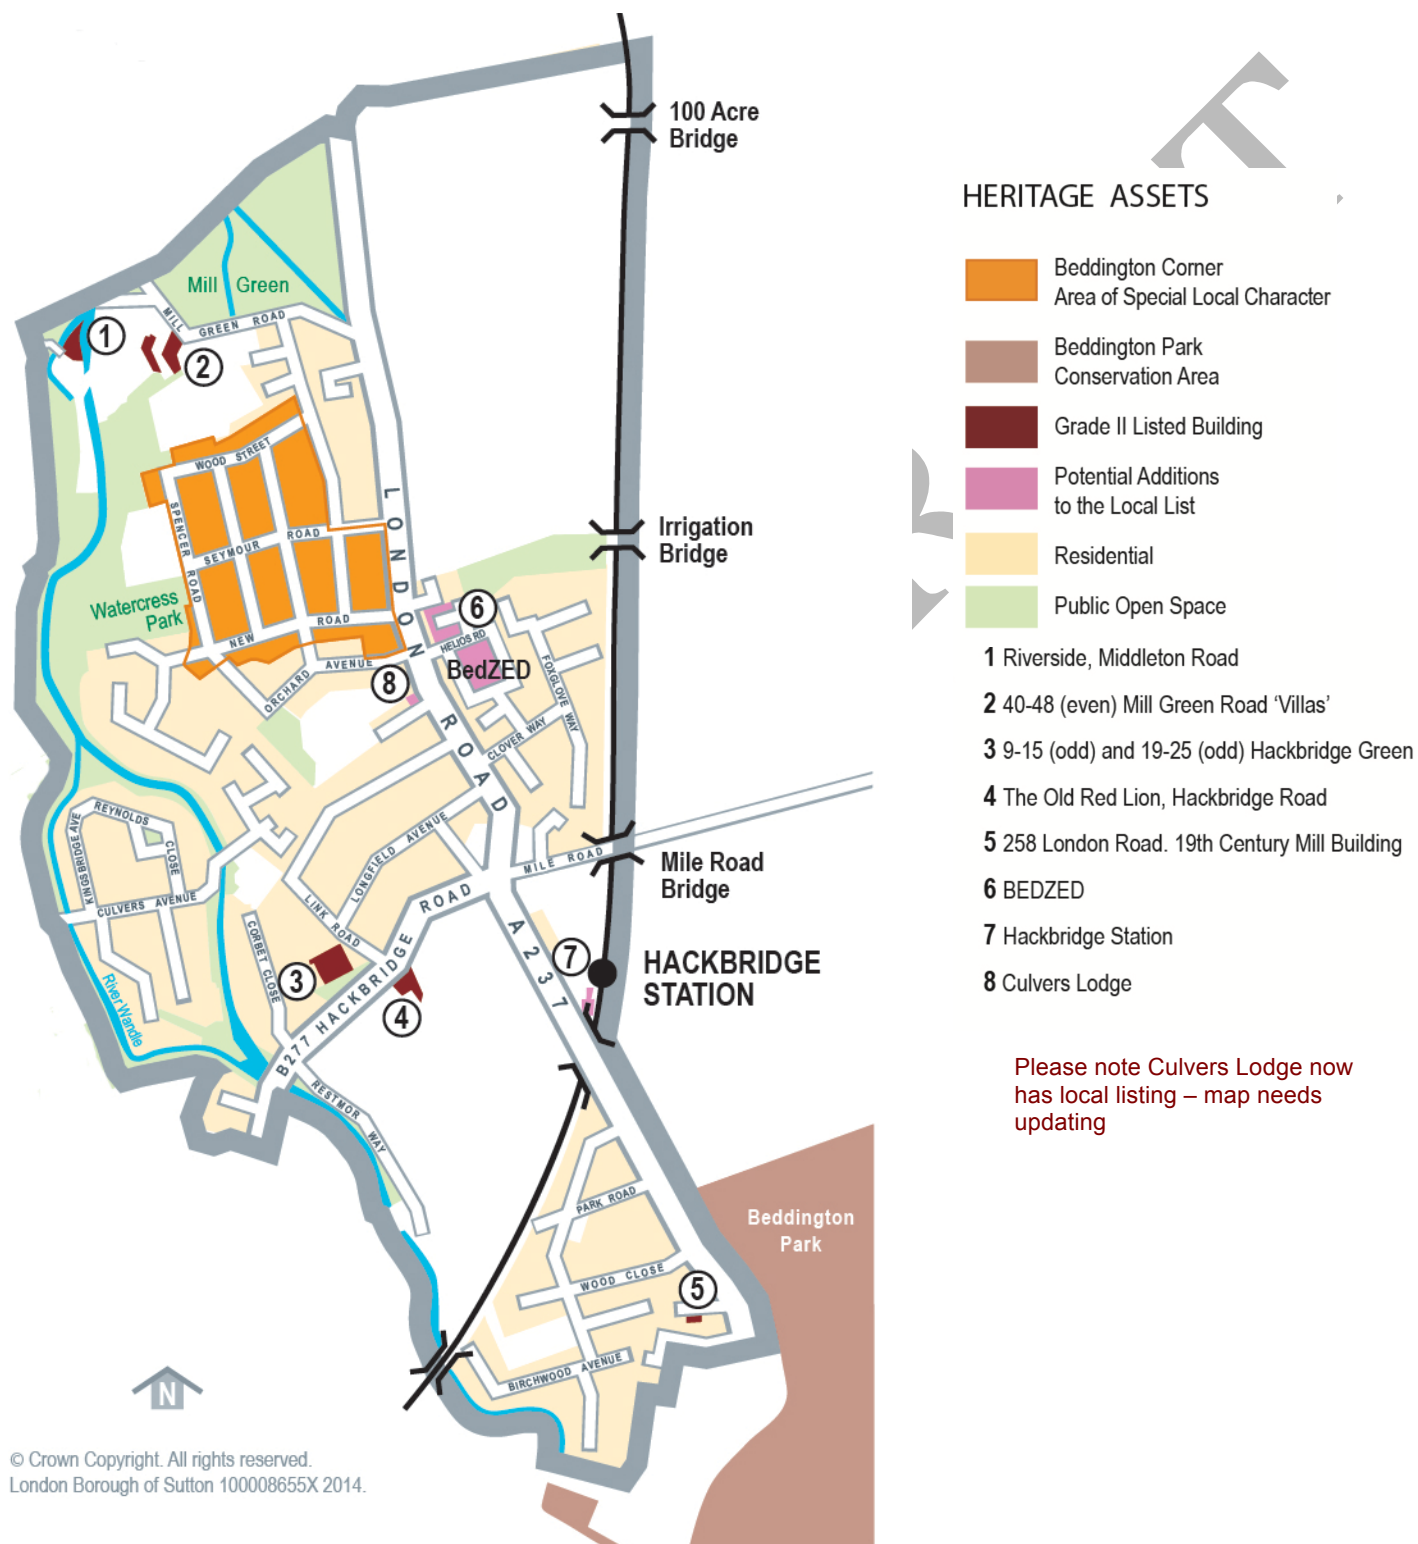 100 Acre
Bridge
Mill Green
MILL
GREEN ROAD
1
2
WOOD STREET
SPENCER ROAD
SEYMOUR ROAD
NEW ROAD
LONDON ROAD
Irrigation
Bridge
Watercress
Park
6
HELIOS RD
BedZED
ORCHARD AVENUE
8
FOXGLOVE WAY
CLOVER WAY
REYNOLDS CLOSE
KINGSBRIDGE AVE
CULVERS AVENUE
LONGFIELD AVENUE
LINK ROAD
MILE ROAD
Mile Road
Bridge
CORBET CLOSE
A237
7
HACKBRIDGE
STATION
3
4
B277 HACKBRIDGE ROAD
River Wandle
RESTMOR WAY
PARK ROAD
Beddington
Park
WOOD CLOSE
5
BIRCHWOOD AVENUE
N
© Crown Copyright. All rights reserved.
London Borough of Sutton 100008655X 2014.
HERITAGE ASSETS
Beddington Corner
Area of Special Local Character
Beddington Park
Conservation Area
Grade II Listed Building
Potential Additions
to the Local List
Residential
Public Open Space
1 Riverside, Middleton Road
2 40-48 (even) Mill Green Road ‘Villas’
3 9-15 (odd) and 19-25 (odd) Hackbridge Green
4 The Old Red Lion, Hackbridge Road
5 258 London Road. 19th Century Mill Building
6 BEDZED
7 Hackbridge Station
8 Culvers Lodge
Please note Culvers Lodge now
has local listing – map needs
updating